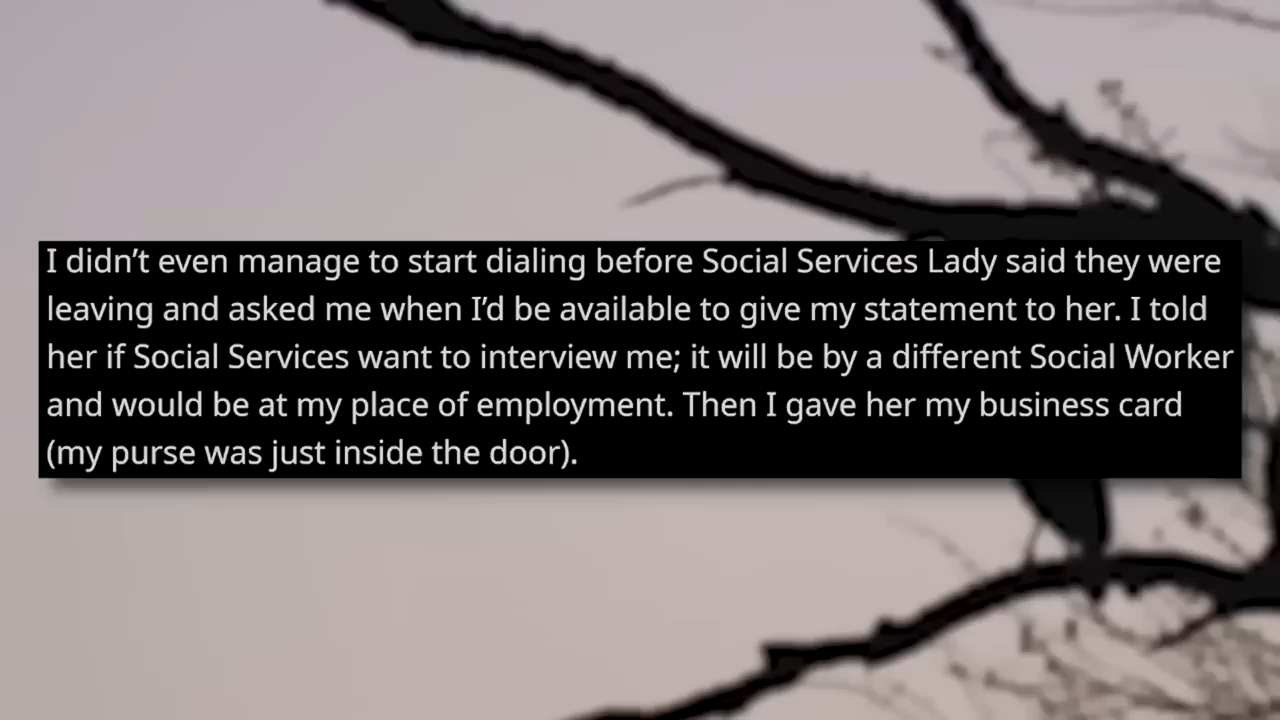 I didn’t even manage to start dialing before Social Services Lady said they were
leaving and asked me when I’d be available to give my statement to her. I told
her if Social Services want to interview me; it will be by a different Social Worker
and would be at my place of employment. Then I gave her my business card
(my purse was just inside the door).